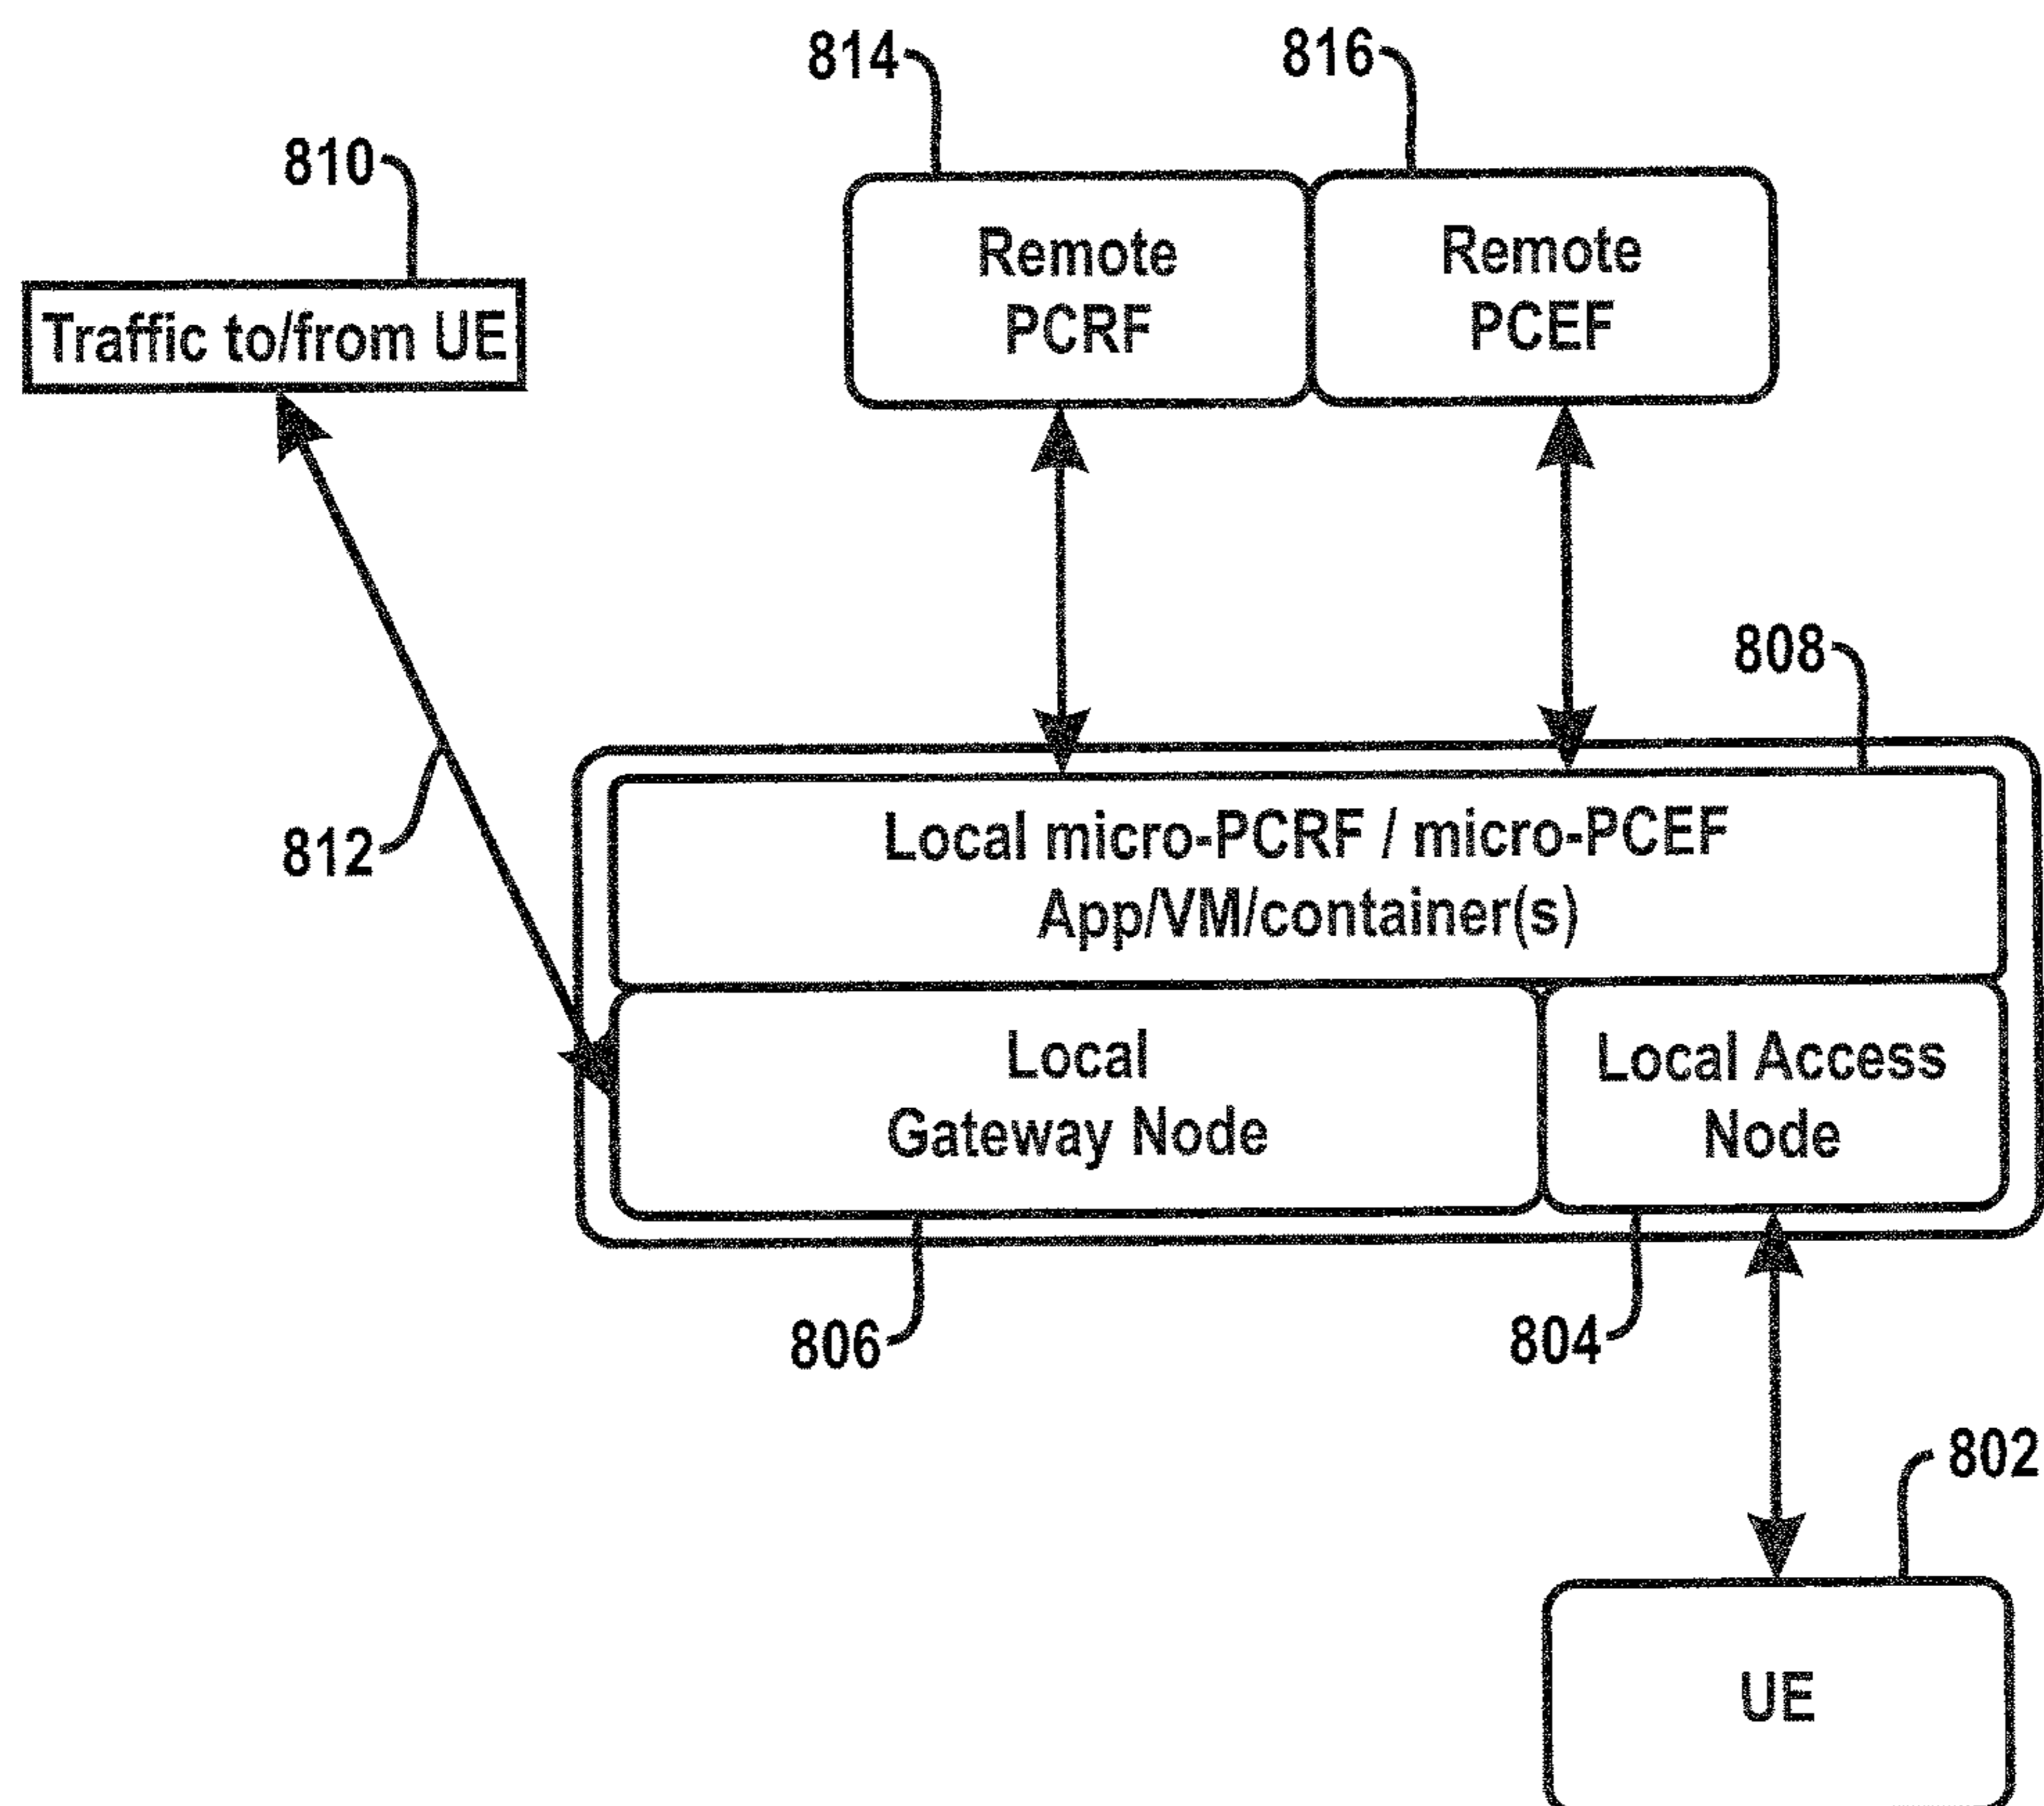 814
816
810
Remote
PCRF
Remote
PCEF
Traffic to/from UE
808
812
Local micro-PCRF / micro-PCEF
App/VM/container(s)
Local
Gateway Node
Local Access
Node
806
804
802
UE